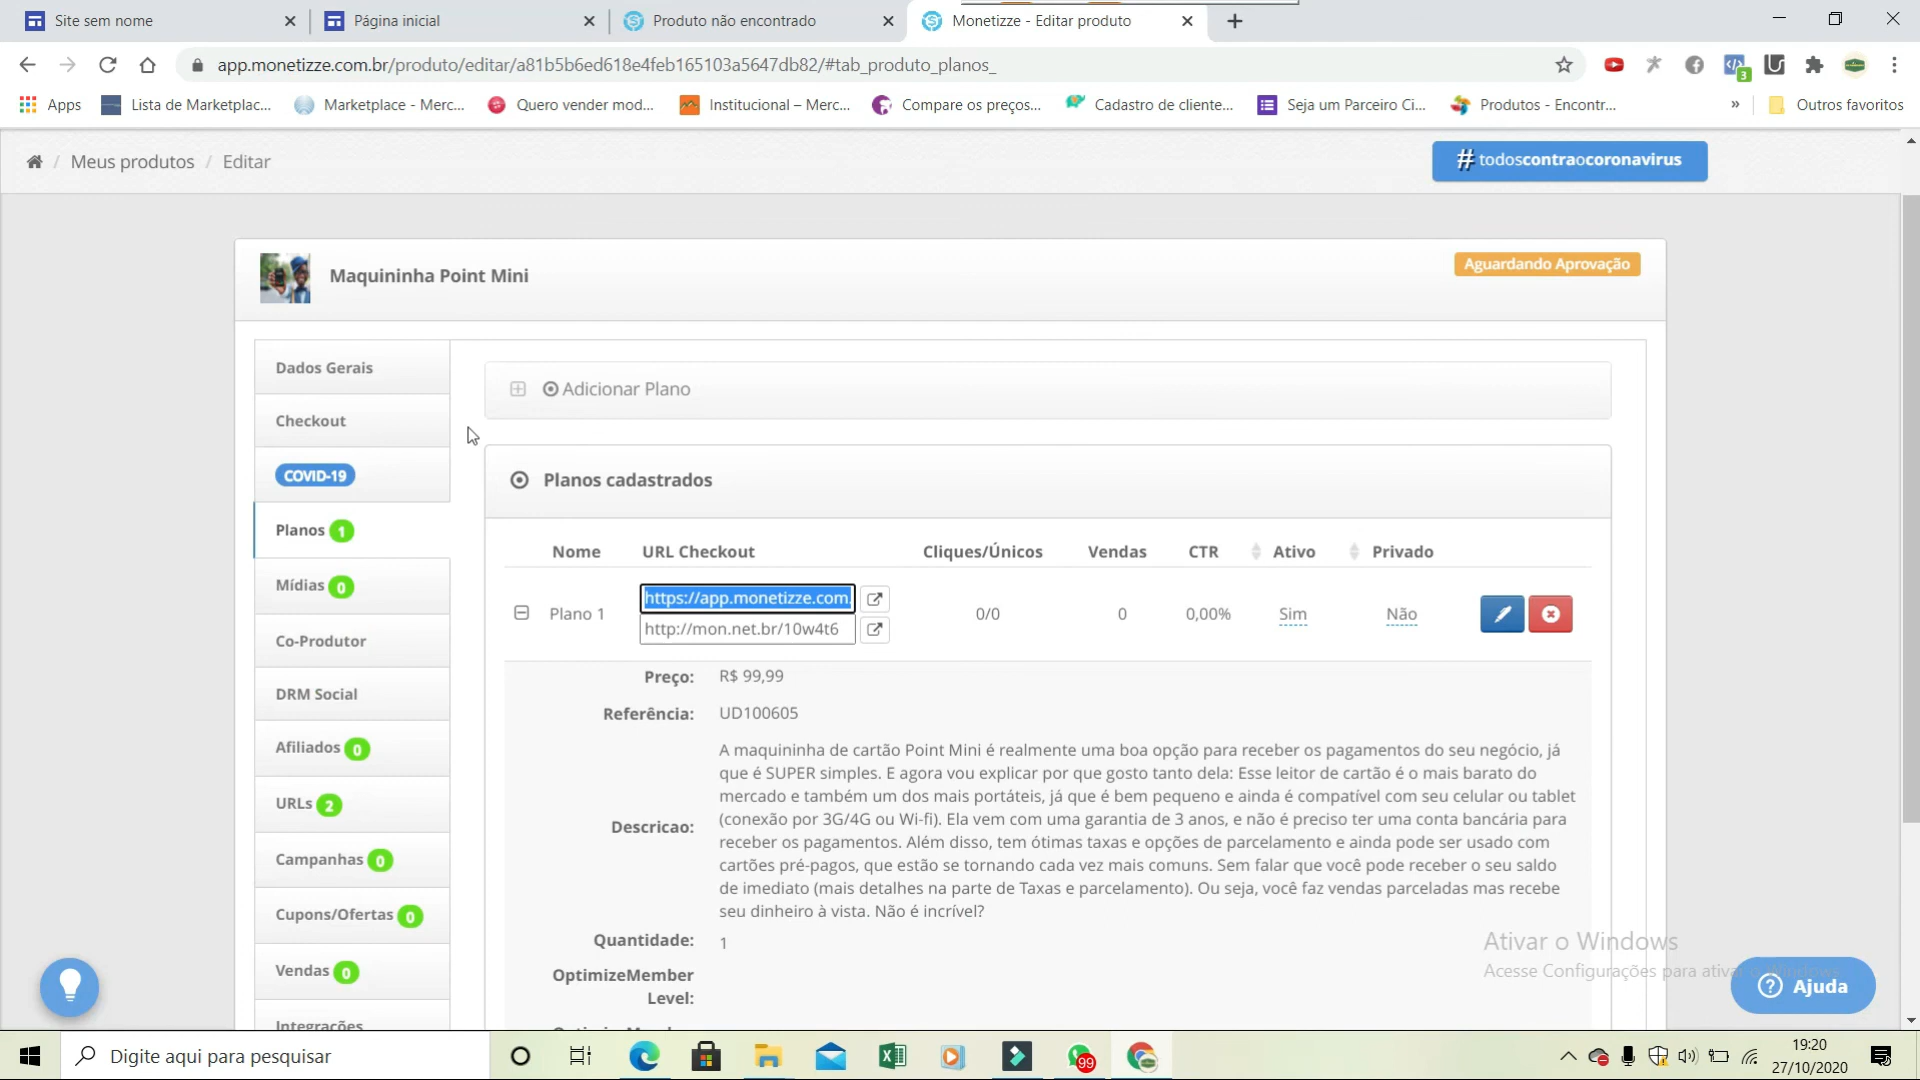 Site sem nome
Página inicial
Produto não encontrado
Monetizze - Editar produto
app.monetizze.com.br/produto/editar/a81b5b6ed618e4feb165103a5647db82/#tab_produto_planos_
3
Apps
Lista de Marketplac...
Marketplace - Merc...
Quero vender mod...
Institucional – Merc...
Compare os preços...
Cadastro de cliente...
Seja um Parceiro Ci...
Produtos - Encontr...
»
Outros favoritos
/ Meus produtos / Editar
# todoscontraocoronavirus
Maquininha Point Mini
Aguardando Aprovação
Dados Gerais
Checkout
COVID-19
Planos 1
Mídias 0
Co-Produtor
DRM Social
Afiliados 0
URLs 2
Campanhas 0
Cupons/Ofertas 0
Vendas 0
Integrações
Adicionar Plano
Planos cadastrados
Nome URL Checkout Cliques/Únicos Vendas CTR Ativo Privado
https://app.monetizze.com.
Plano 1 0/0 0 0,00% Sim Não
http://mon.net.br/10w4t6
Preço: R$ 99,99
Referência: UD100605
Descricao:
A maquininha de cartão Point Mini é realmente uma boa opção para receber os pagamentos do seu negócio, já
que é SUPER simples. E agora vou explicar por que gosto tanto dela: Esse leitor de cartão é o mais barato do
mercado e também um dos mais portáteis, já que é bem pequeno e ainda é compatível com seu celular ou tablet
(conexão por 3G/4G ou Wi-fi). Ela vem com uma garantia de 3 anos, e não é preciso ter uma conta bancária para
receber os pagamentos. Além disso, tem ótimas taxas e opções de parcelamento e ainda pode ser usado com
cartões pré-pagos, que estão se tornando cada vez mais comuns. Sem falar que você pode receber o seu saldo
de imediato (mais detalhes na parte de Taxas e parcelamento). Ou seja, você faz vendas parceladas mas recebe
seu dinheiro à vista. Não é incrível?
Quantidade: 1
OptimizeMember
Level:
Ativar o Windows
Acesse Configurações para ativar o Windows.
Ajuda
Digite aqui para pesquisar
99
19:20
27/10/2020